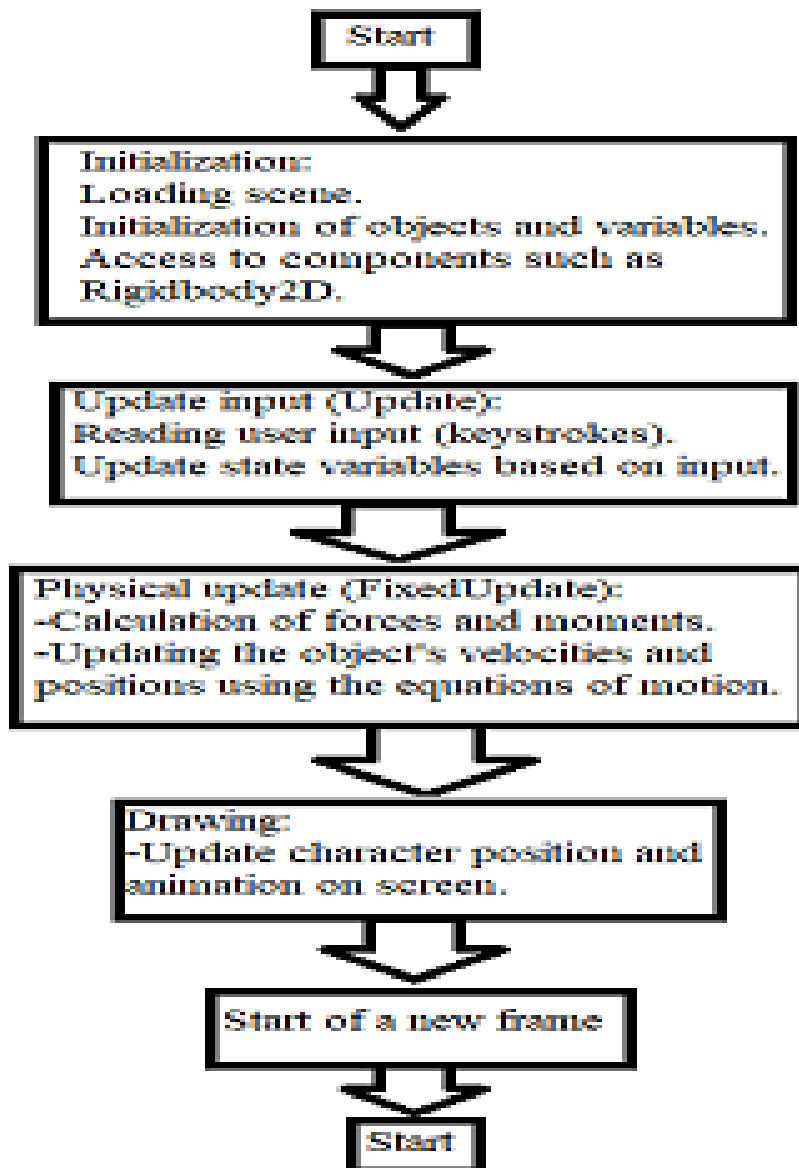 Start
Initialization:
Loading scene.
Initialization of objects and variables.
Access to components such as
Rigidbody2D.
Update input (Update):
Reading user input (keystrokes).
Update state variables based on input.
Physical update (FixedUpdate):
-Calculation of forces and moments.
-Updating the object's velocities and
positions using the equations of motion.
Drawing:
-Update character position and
animation on screen.
Start of a new frame
Start